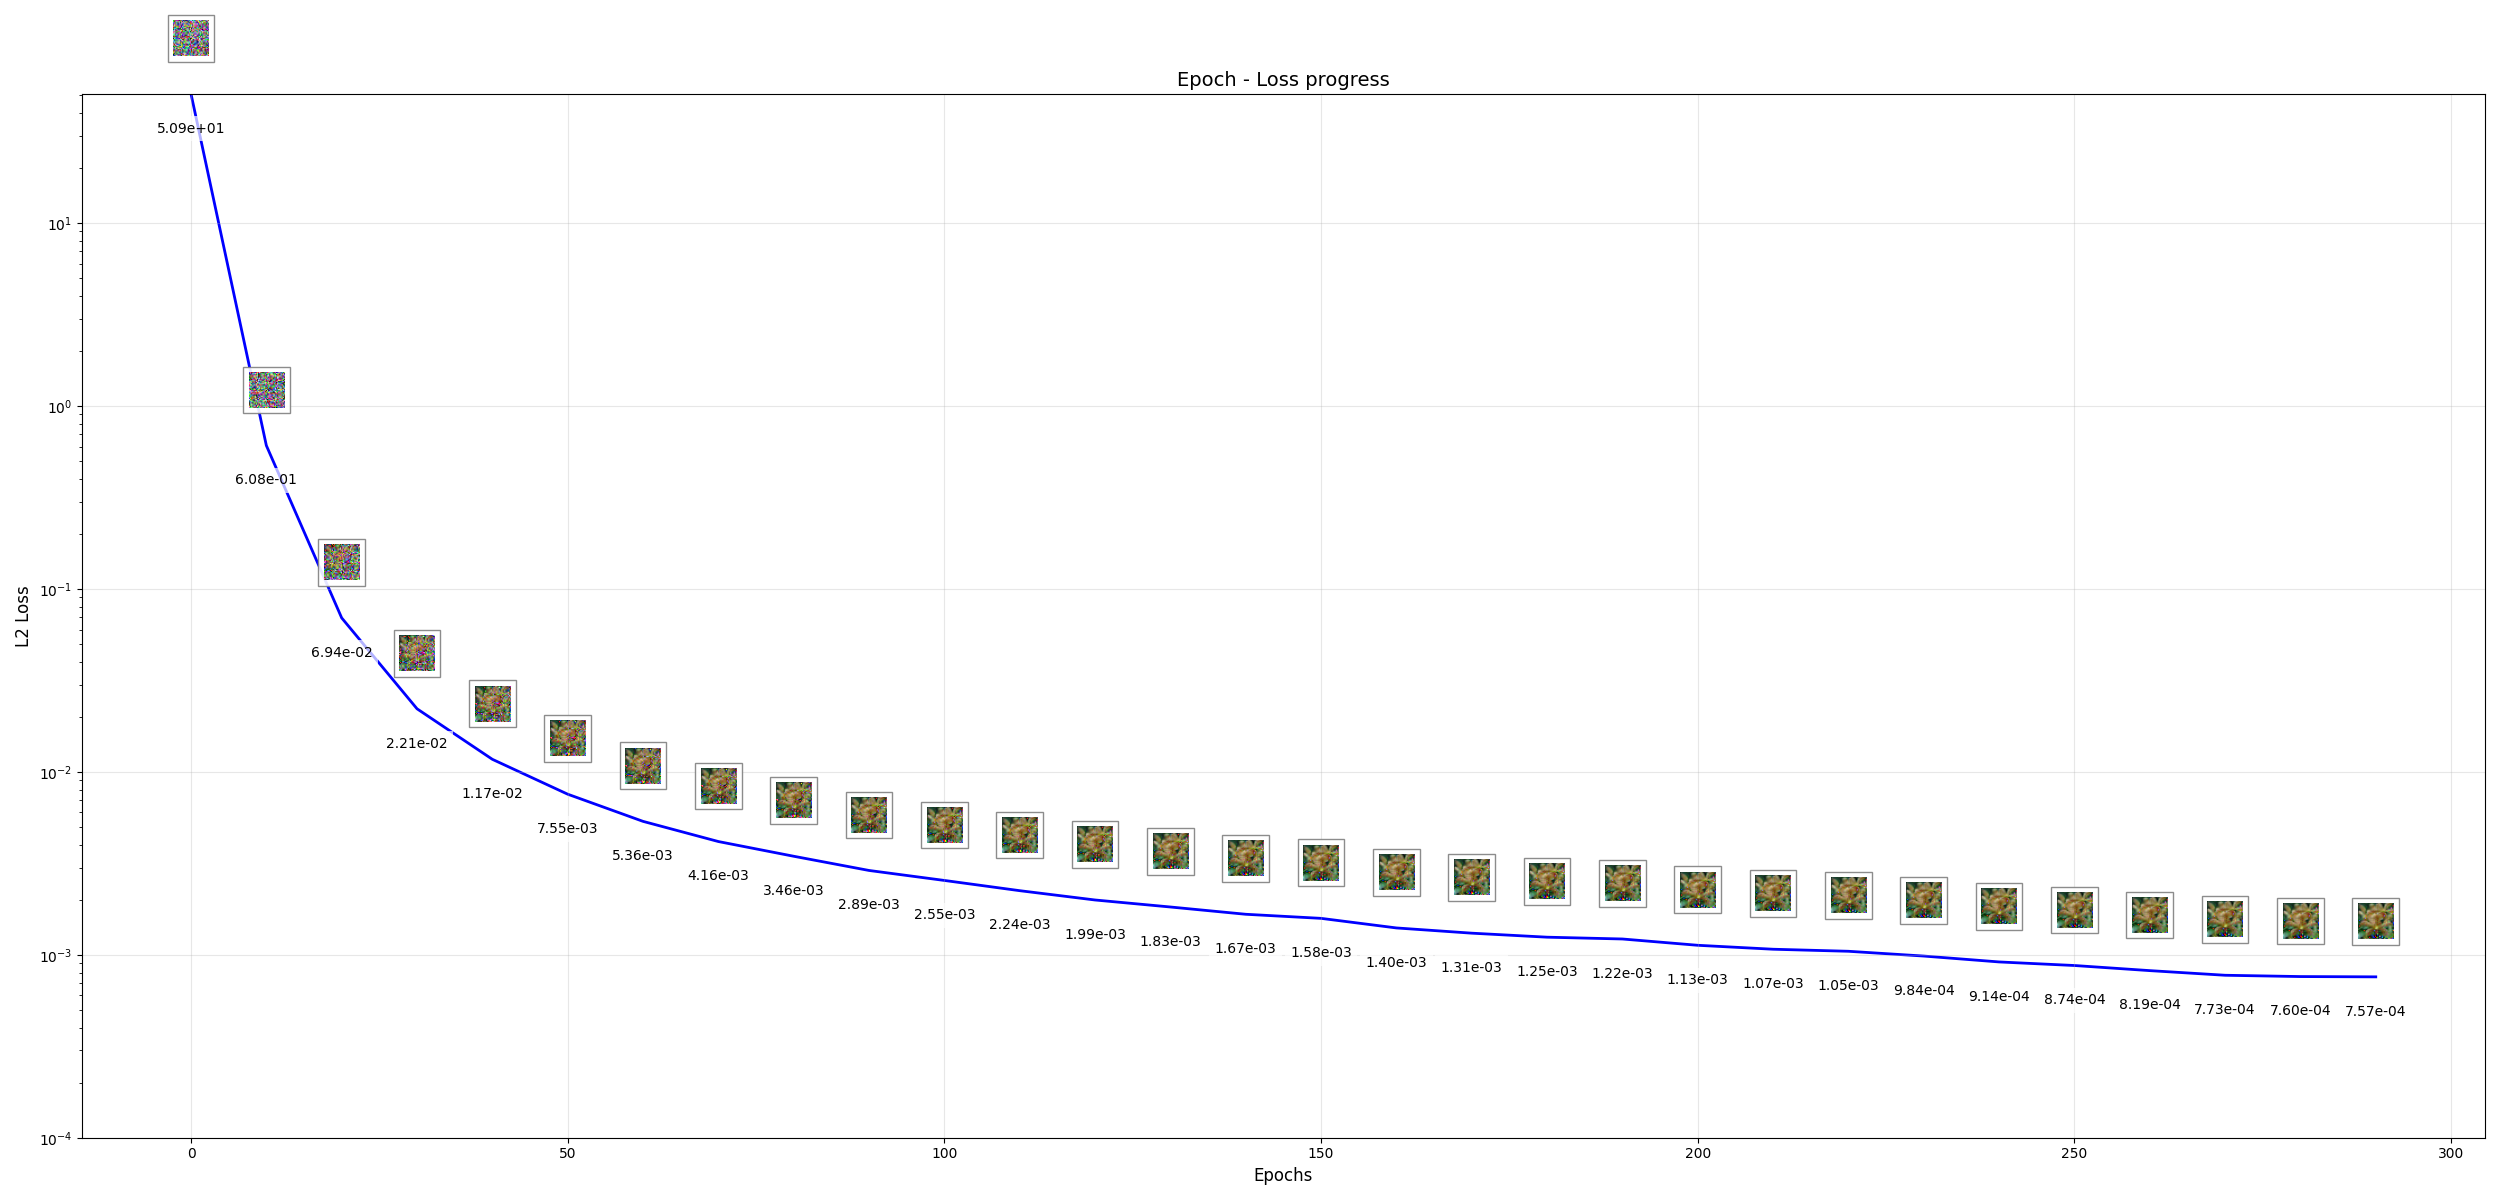 Epoch - Loss progress
5.09e+01
10¹
10⁰
6.08e-01
10⁻¹
L2 Loss
6.94e-02
2.21e-02
10⁻²
1.17e-02
7.55e-03
5.36e-03
4.16e-03
3.46e-03
2.89e-03
2.55e-03
2.24e-03
1.99e-03
1.83e-03
1.67e-03
1.58e-03
10⁻³
1.40e-03
1.31e-03
1.25e-03
1.22e-03
1.13e-03
1.07e-03
1.05e-03
9.84e-04
9.14e-04
8.74e-04
8.19e-04
7.73e-04
7.60e-04
7.57e-04
10⁻⁴
0 50 100 150 200 250 300
Epochs